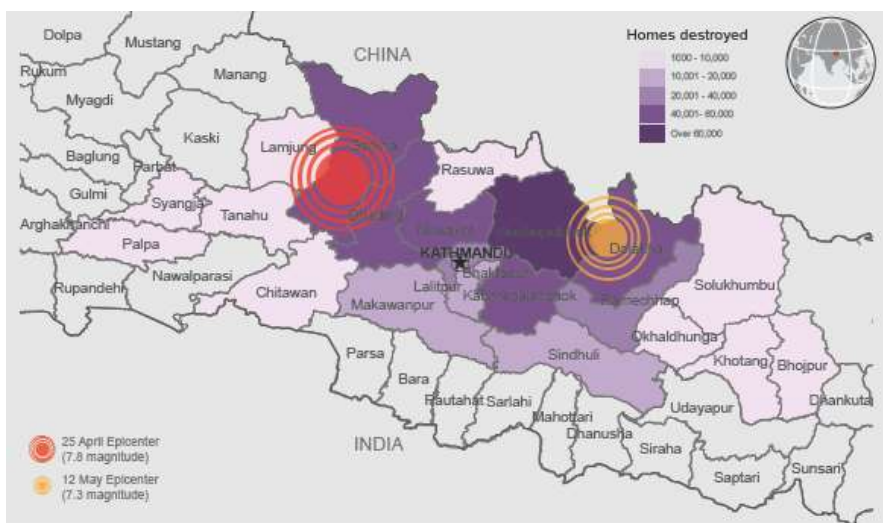 Dolpa
Mustang
CHINA
Homes destroyed
1000 - 10,000
10,001 - 20,000
20,001 - 40,000
40,001- 60,000
Over 60,000
Rukum
Manang
Myagdi
Kaski
Lamjung
Baglung
Parbat
Rasuwa
Gulmi
Syangja
Tanahu
Arghakhanchi
Palpa
Dolakha
KATHMANDU
Nawalparasi
Bhaktapur
Solukhumbu
Rupandehi
Chitawan
Lalitpur
Makawanpur
Ramechhap
Okhaldhunga
Parsa
Sindhuli
Khotang
Bhojpur
Bara
Rautahat
Sarlahi
Mahottari
Udayapur
Dhankuta
INDIA
Dhanusha
Siraha
Sunsari
Saptari
25 April Epicenter
(7.8 magnitude)
12 May Epicenter
(7.3 magnitude)